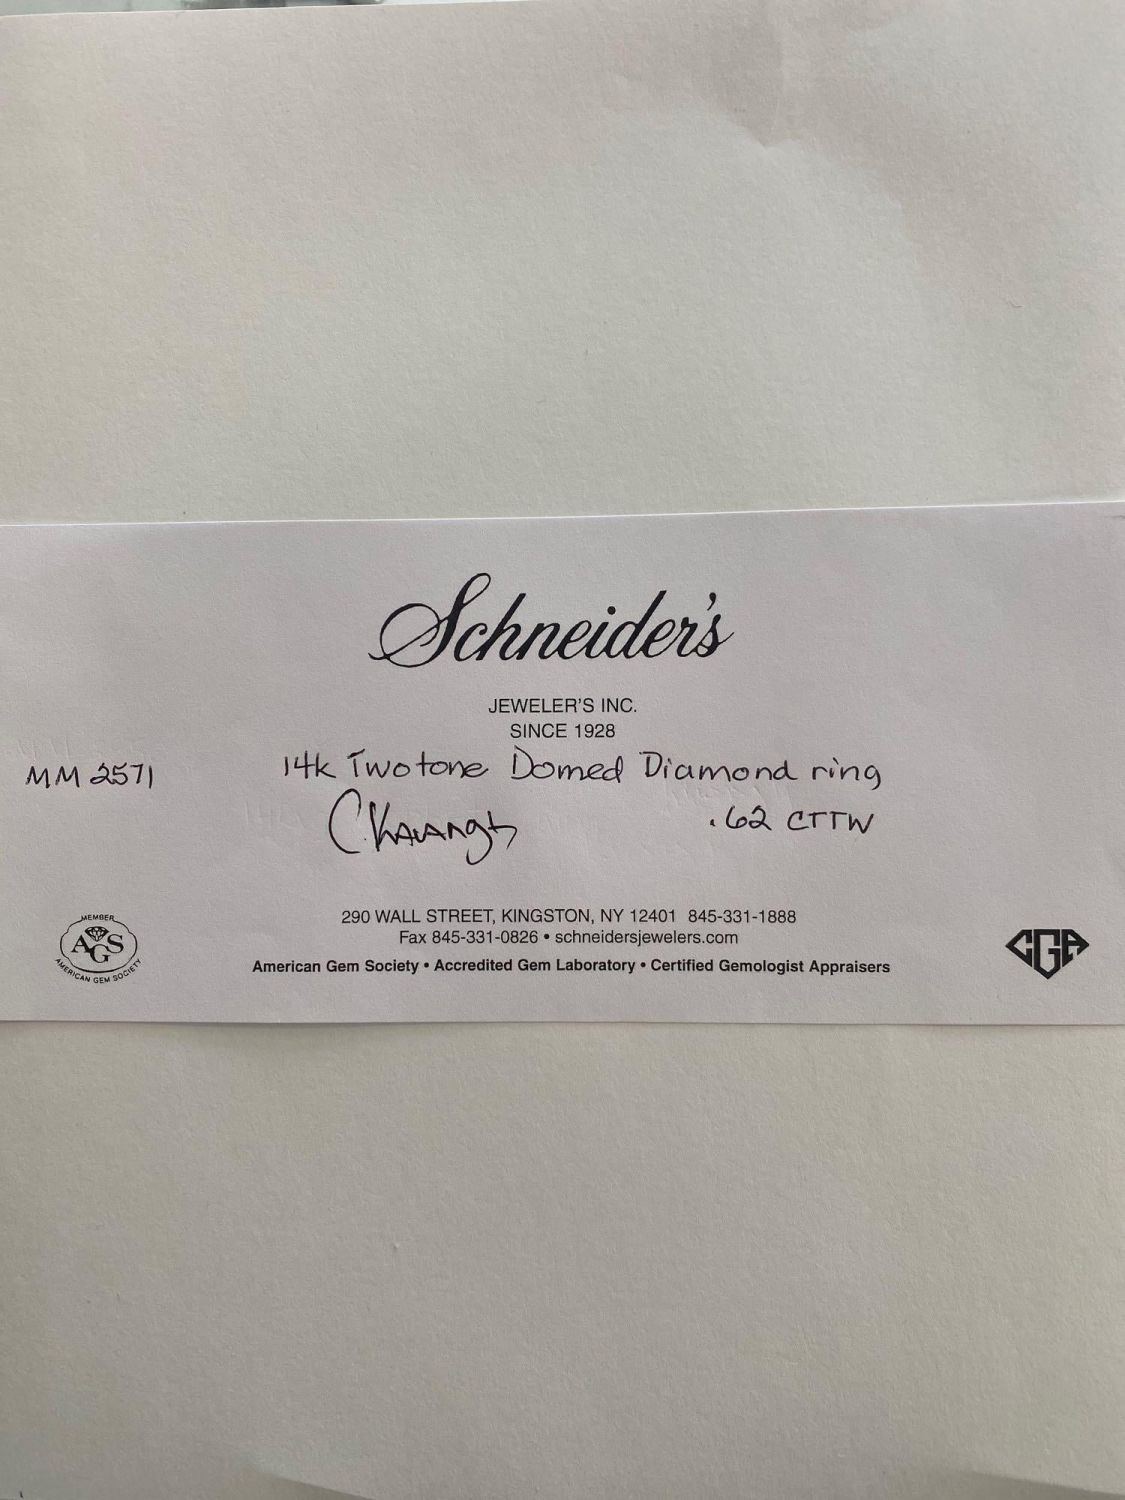 Schneider's
JEWELER'S INC.
SINCE 1928
MM 2571
14k Twotone Domed Diamond ring
CKavanagh
.62 CTTW
290 WALL STREET, KINGSTON, NY 12401 845-331-1888
Fax 845-331-0826 • schneidersjewelers.com
American Gem Society • Accredited Gem Laboratory • Certified Gemologist Appraisers
MEMBER
AGS
AMERICAN GEM SOCIETY
CGA